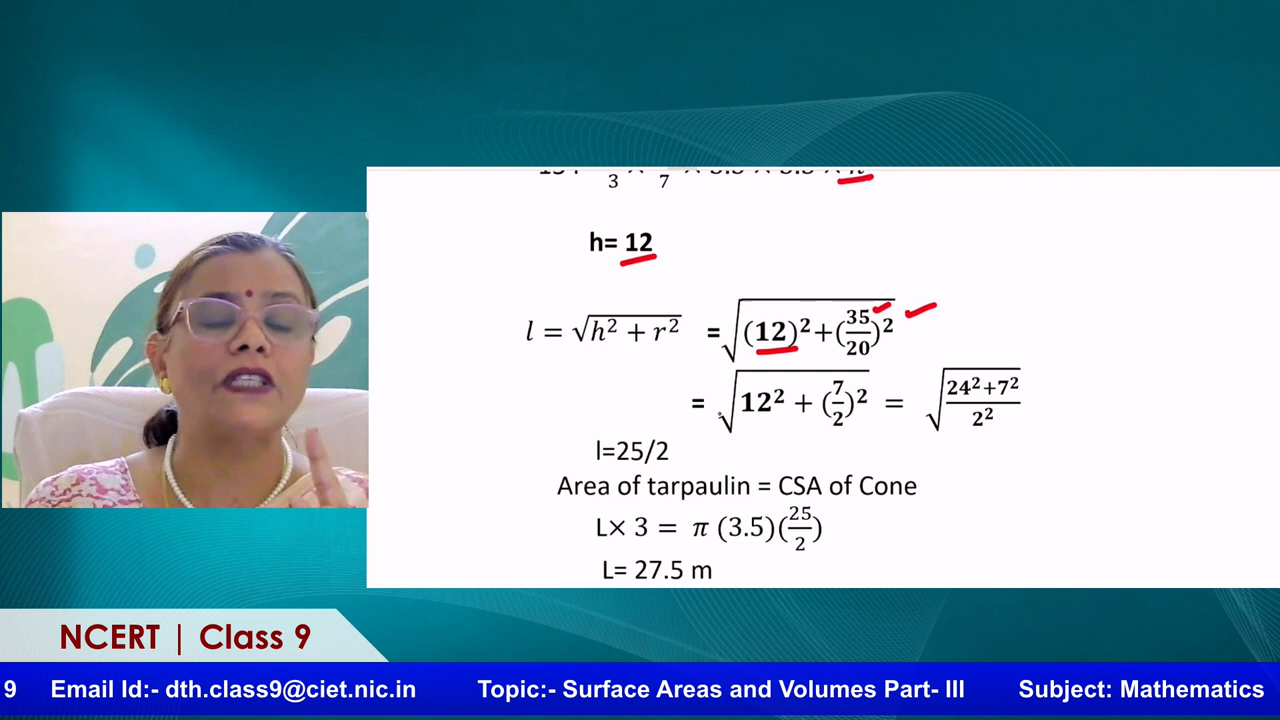 3 7
h= 12
l = √h² + r² = √(12)²+(35/20)²
= √12² + (7/2)² = √24²+7²/2²
l=25/2
Area of tarpaulin = CSA of Cone
L× 3 = π (3.5)(25/2)
L= 27.5 m
NCERT | Class 9
9 Email Id:- dth.class9@ciet.nic.in Topic:- Surface Areas and Volumes Part- III Subject: Mathematics